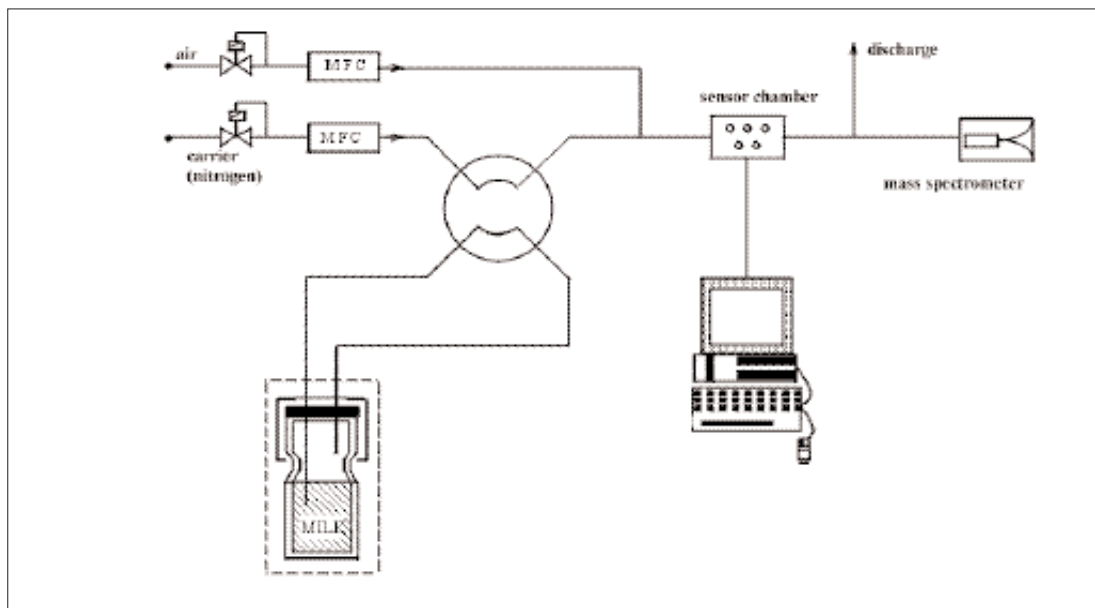 air
MFC
discharge
sensor chamber
MFC
carrier
(nitrogen)
mass spectrometer
MILK